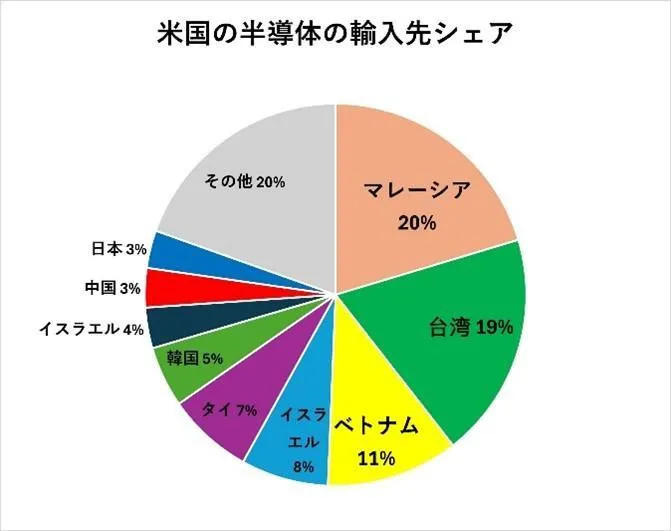 米国の半導体の輸入先シェア
マレーシア
20%
台湾 19%
ベトナム
11%
イスラ
エル
8%
タイ 7%
韓国 5%
イスラエル 4%
中国 3%
日本 3%
その他 20%